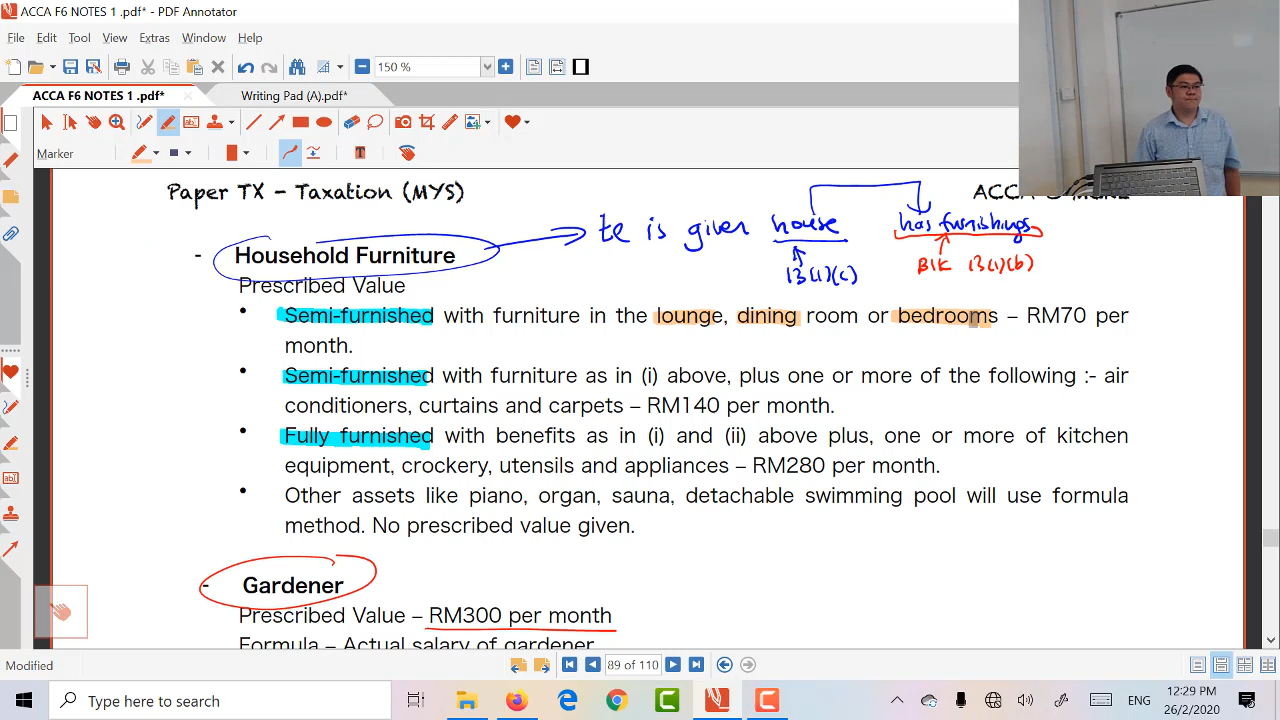 ACCA F6 NOTES 1 .pdf* - PDF Annotator
File Edit Tool View Extras Window Help
150 %
ACCA F6 NOTES 1 .pdf* Writing Pad (A).pdf*
Marker
Paper TX - Taxation (MYS)
te is given house has furnishings
- Household Furniture
13(1)(c) BIK 13(1)(b)
Prescribed Value
• Semi-furnished with furniture in the lounge, dining room or bedrooms – RM70 per
month.
• Semi-furnished with furniture as in (i) above, plus one or more of the following :- air
conditioners, curtains and carpets – RM140 per month.
• Fully furnished with benefits as in (i) and (ii) above plus, one or more of kitchen
equipment, crockery, utensils and appliances – RM280 per month.
• Other assets like piano, organ, sauna, detachable swimming pool will use formula
method. No prescribed value given.
- Gardener
Prescribed Value – RM300 per month
Formula – Actual salary of gardener
89 of 110
Modified
Type here to search
ENG
12:29 PM
26/2/2020